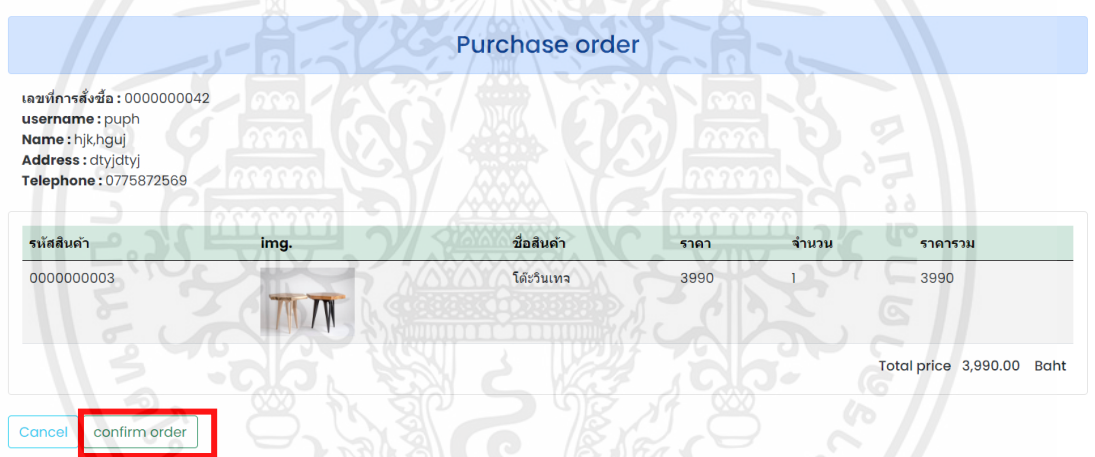 Purchase order
เลขที่การสั่งซื้อ : 0000000042
username : puph
Name : hjk,hguj
Address : dtyjdtyj
Telephone : 0775872569
รหัสสินค้า img. ชื่อสินค้า ราคา จำนวน ราคารวม
0000000003 โต๊ะวินเทจ 3990 1 3990
Total price 3,990.00 Baht
Cancel confirm order